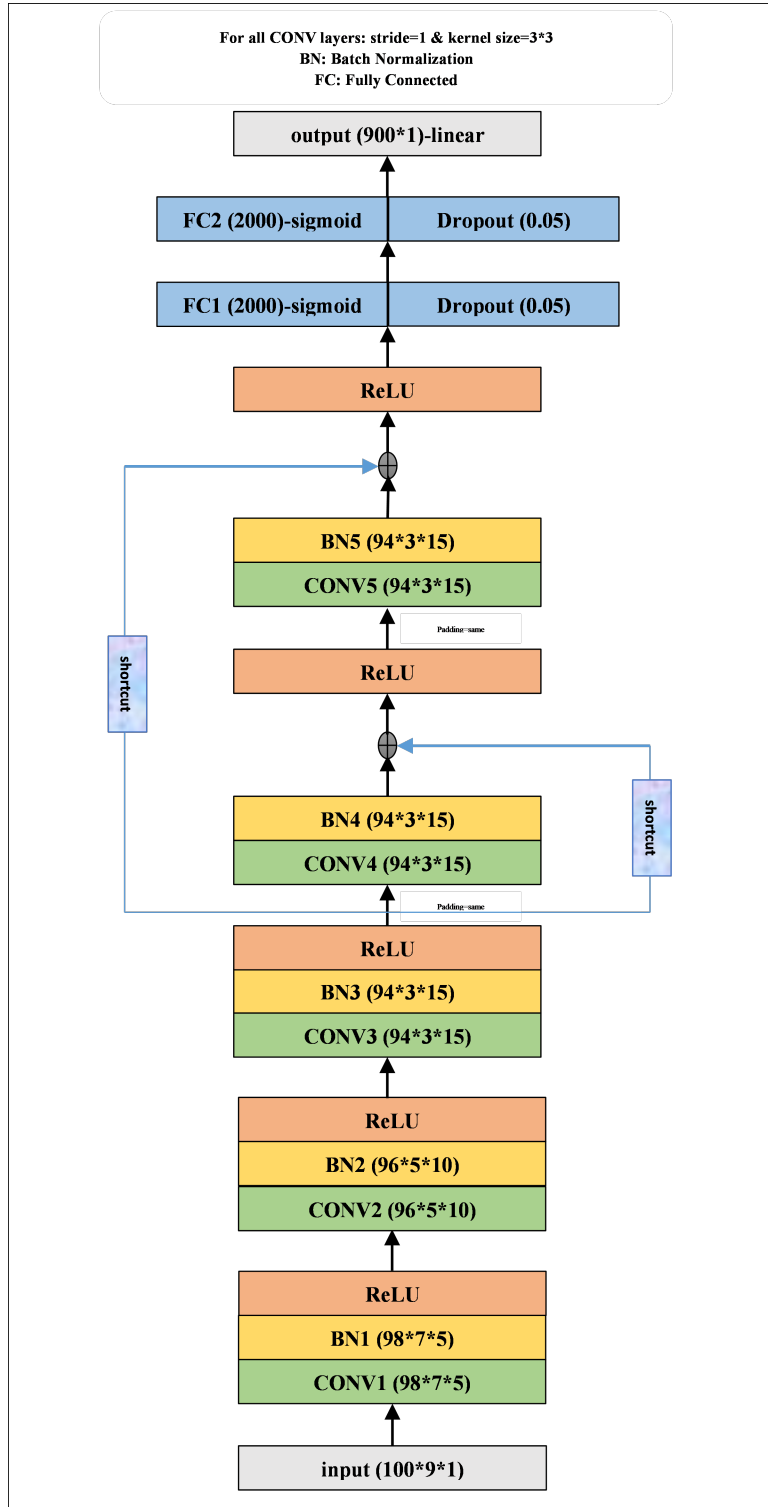 For all CONV layers: stride=1 & kernel size=3*3
BN: Batch Normalization
FC: Fully Connected
output (900*1)-linear
FC2 (2000)-sigmoid
Dropout (0.05)
FC1 (2000)-sigmoid
Dropout (0.05)
ReLU
BN5 (94*3*15)
CONV5 (94*3*15)
Padding=same
shortcut
ReLU
shortcut
BN4 (94*3*15)
CONV4 (94*3*15)
Padding=same
ReLU
BN3 (94*3*15)
CONV3 (94*3*15)
ReLU
BN2 (96*5*10)
CONV2 (96*5*10)
ReLU
BN1 (98*7*5)
CONV1 (98*7*5)
input (100*9*1)